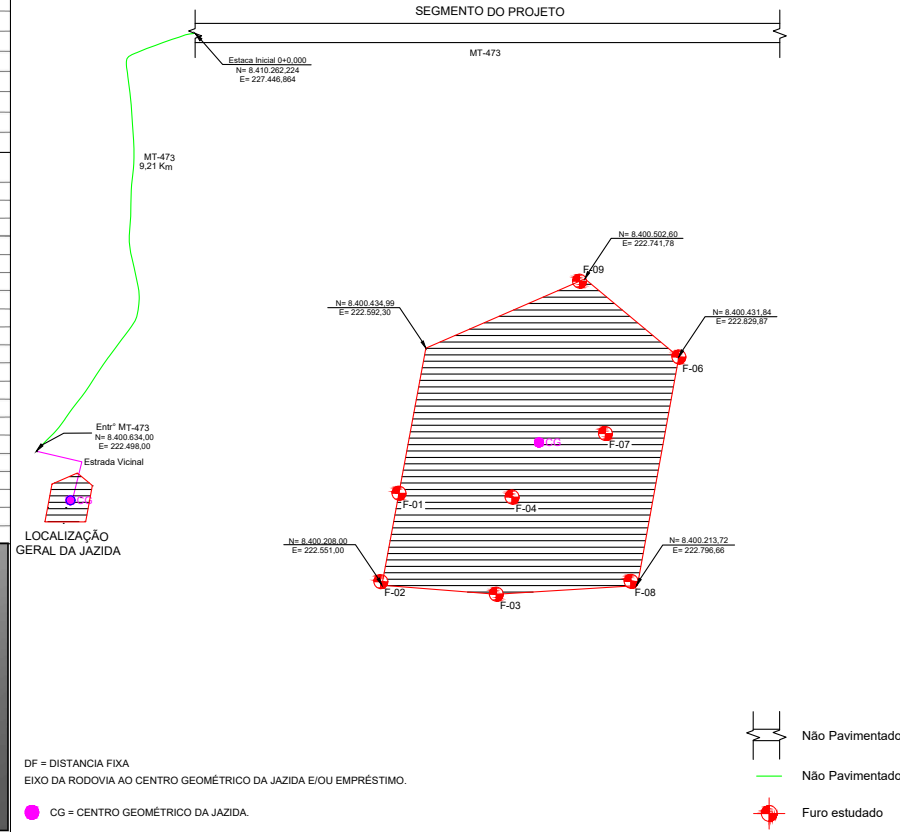 SEGMENTO DO PROJETO
MT-473
Estaca Inicial 0+0,000
N= 8.410.262,224
E= 227.446,864
MT-473
9,21 Km
N= 8.400.502,60
E= 222.741,78
F-09
N= 8.400.434,99
E= 222.592,30
N= 8.400.431,84
E= 222.829,87
F-06
Entr° MT-473
N= 8.400.634,00
E= 222.498,00
Estrada Vicinal
CG
F-07
CG
F-01
F-04
LOCALIZAÇÃO
GERAL DA JAZIDA
N= 8.400.208,00
E= 222.551,00
N= 8.400.213,72
E= 222.796,66
F-02
F-03
F-08
DF = DISTANCIA FIXA
EIXO DA RODOVIA AO CENTRO GEOMÉTRICO DA JAZIDA E/OU EMPRÉSTIMO.
CG = CENTRO GEOMÉTRICO DA JAZIDA.
Não Pavimentado
Não Pavimentado
Furo estudado